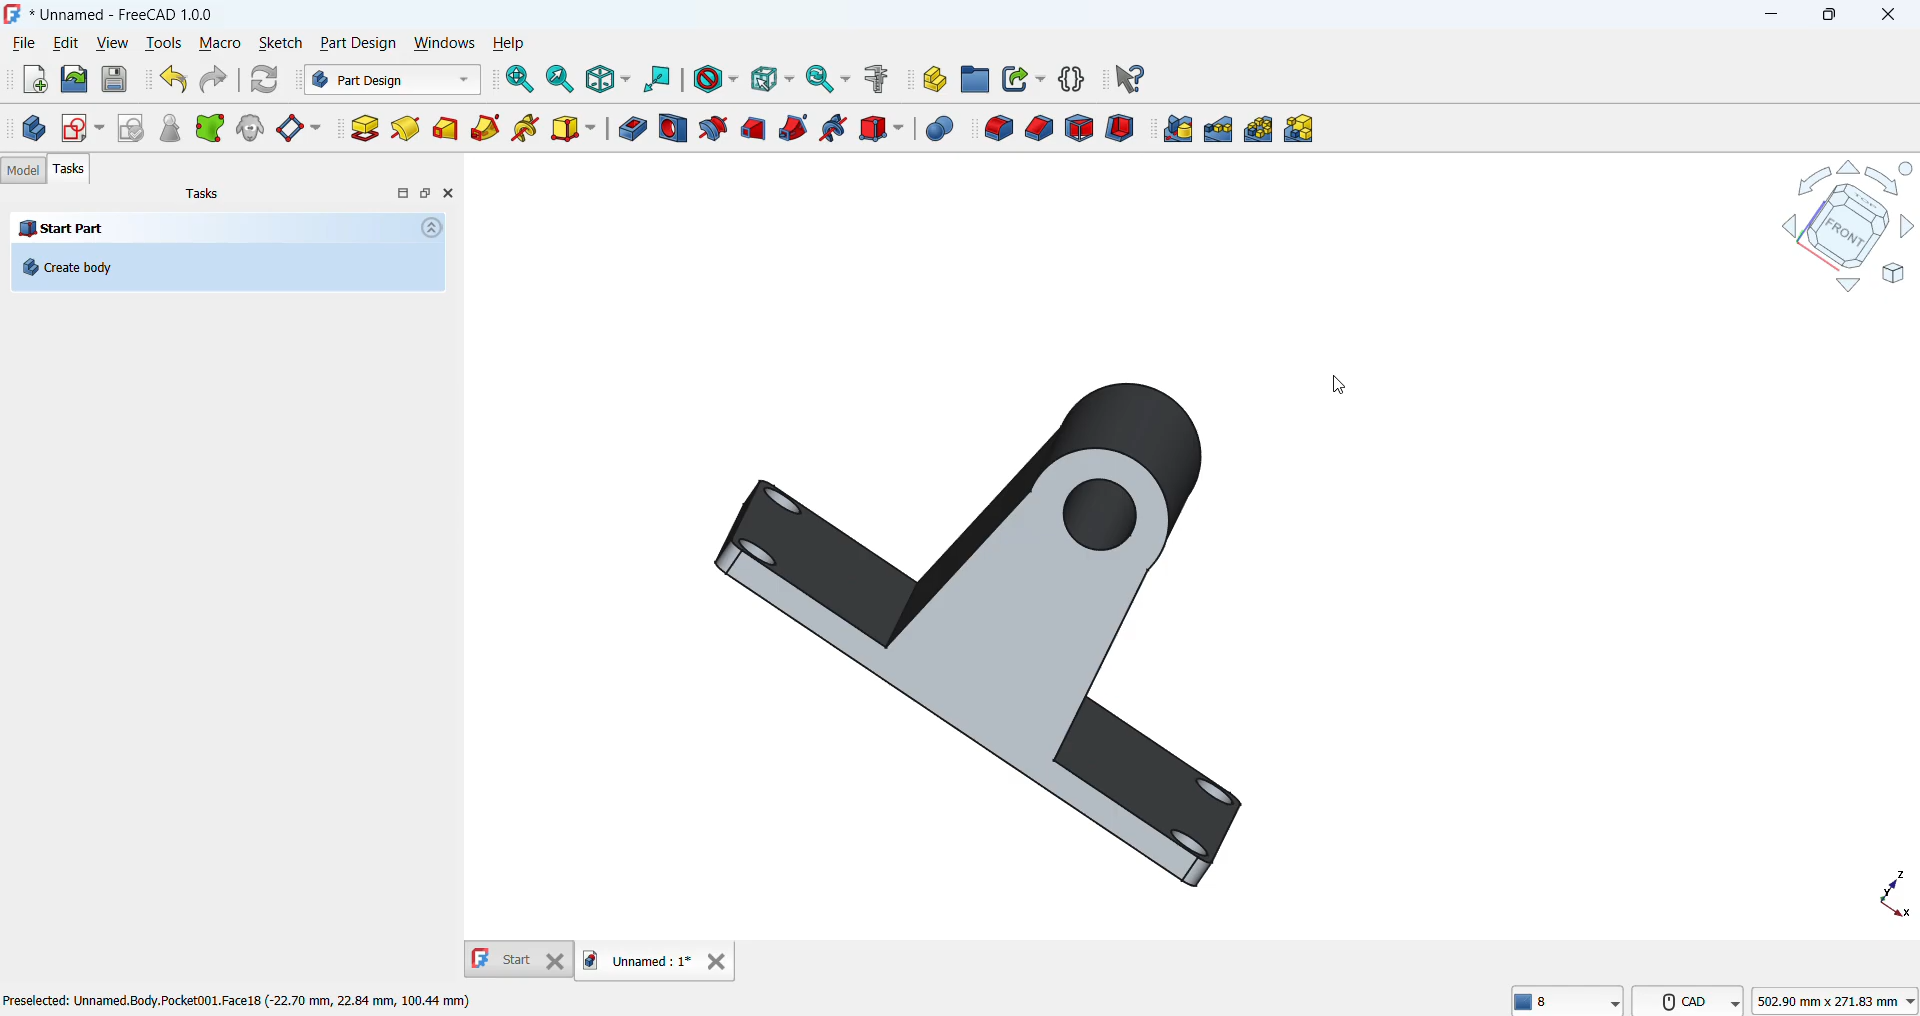 * Unnamed - FreeCAD 1.0.0
File Edit View Tools Macro Sketch Part Design Windows Help
Part Design
Model Tasks
Tasks
Start Part
Create body
TOP
FRONT
Z
Y
X
Start Unnamed : 1*
Preselected: Unnamed.Body.Pocket001.Face18 (-22.70 mm, 22.84 mm, 100.44 mm) 8 CAD 502.90 mm x 271.83 mm